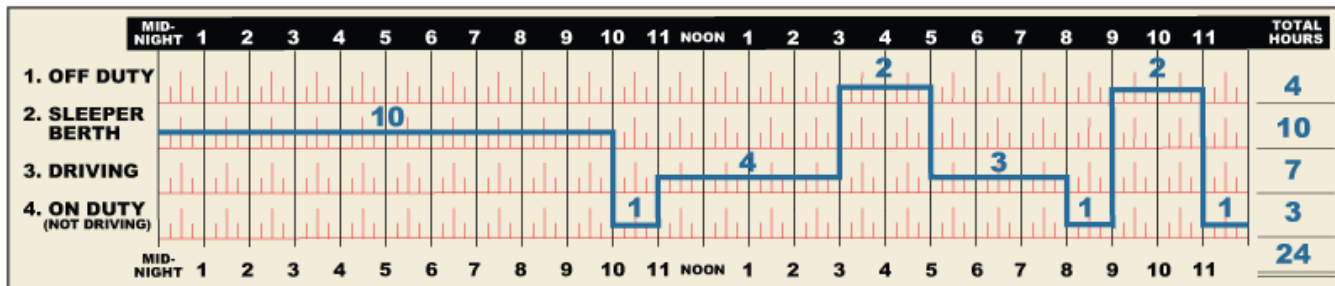 MID-NIGHT 1 2 3 4 5 6 7 8 9 10 11 NOON 1 2 3 4 5 6 7 8 9 10 11 TOTAL HOURS
1. OFF DUTY 2 2 4
2. SLEEPER BERTH 10 10
3. DRIVING 4 3 7
4. ON DUTY (NOT DRIVING) 1 1 1 3
24
MID-NIGHT 1 2 3 4 5 6 7 8 9 10 11 NOON 1 2 3 4 5 6 7 8 9 10 11